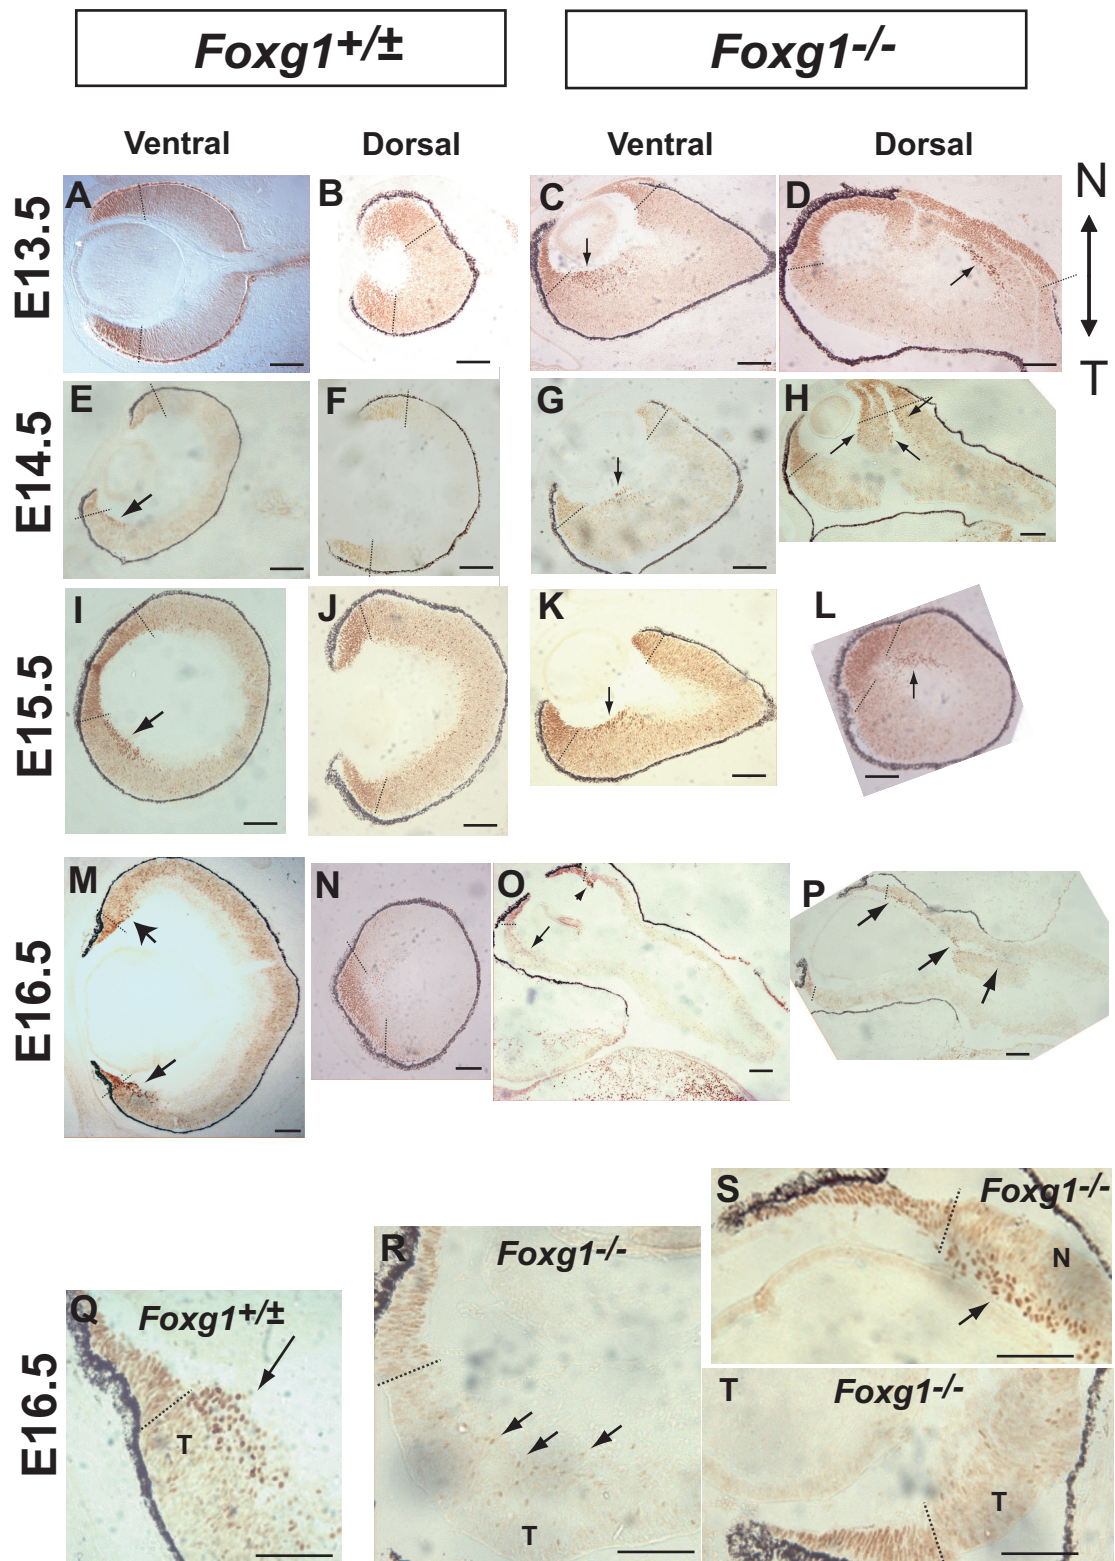 Foxg1+/± Foxg1-/-
Ventral Dorsal Ventral Dorsal
E13.5
A B C D N
T
E14.5
E F G H
E15.5
I J K L
E16.5
M N O P
E16.5
Q Foxg1+/±
T
R Foxg1-/-
T
S Foxg1-/-
N
T Foxg1-/-
T